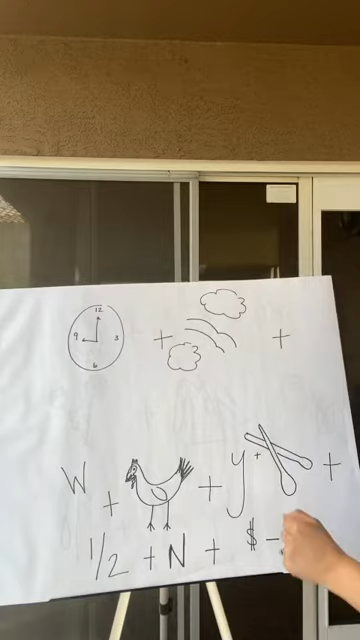 12
9 3
6
+ +
W + + y + +
1/2 + N + $ -